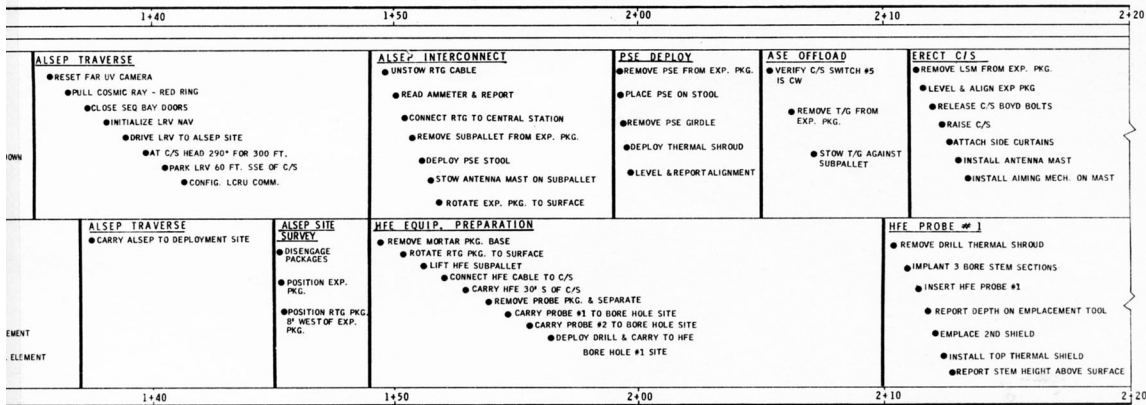 1+40 1+50 2+00 2+10 2+20
ALSEP TRAVERSE
RESET FAR UV CAMERA
PULL COSMIC RAY - RED RING
CLOSE SEQ BAY DOORS
INITIALIZE LRV NAV
DRIVE LRV TO ALSEP SITE
AT C/S HEAD 290° FOR 300 FT.
PARK LRV 60 FT. SSE OF C/S
CONFIG. LCRU COMM.
ALSEP INTERCONNECT
UNSTOW RTG CABLE
READ AMMETER & REPORT
CONNECT RTG TO CENTRAL STATION
REMOVE SUBPALLET FROM EXP. PKG.
DEPLOY PSE STOOL
STOW ANTENNA MAST ON SUBPALLET
ROTATE EXP. PKG TO SURFACE
PSE DEPLOY
REMOVE PSE FROM EXP. PKG.
PLACE PSE ON STOOL
REMOVE PSE GIRDLE
DEPLOY THERMAL SHROUD
LEVEL & REPORT ALIGNMENT
ASE OFFLOAD
VERIFY C/S SWITCH #5
IS CW
REMOVE T/G FROM
EXP. PKG.
STOW T/G AGAINST
SUBPALLET
ERECT C/S
REMOVE LSM FROM EXP. PKG.
LEVEL & ALIGN EXP PKG
RELEASE C/S BOYD BOLTS
RAISE C/S
ATTACH SIDE CURTAINS
INSTALL ANTENNA MAST
INSTALL AIMING MECH. ON MAST
OWN
EMENT
ELEMENT
ALSEP TRAVERSE
CARRY ALSEP TO DEPLOYMENT SITE
ALSEP SITE
SURVEY
DISENGAGE
PACKAGES
POSITION EXP.
PKG.
POSITION RTG PKG.
8' WEST OF EXP.
PKG.
HFE EQUIP. PREPARATION
REMOVE MORTAR PKG. BASE
ROTATE RTG PKG. TO SURFACE
LIFT HFE SUBPALLET
CONNECT HFE CABLE TO C/S
CARRY HFE 30' S OF C/S
REMOVE PROBE PKG. & SEPARATE
CARRY PROBE #1 TO BORE HOLE SITE
CARRY PROBE #2 TO BORE HOLE SITE
DEPLOY DRILL & CARRY TO HFE
BORE HOLE #1 SITE
HFE PROBE #1
REMOVE DRILL THERMAL SHROUD
IMPLANT 3 BORE STEM SECTIONS
INSERT HFE PROBE #1
REPORT DEPTH ON EMPLACEMENT TOOL
EMPLACE 2ND SHIELD
INSTALL TOP THERMAL SHIELD
REPORT STEM HEIGHT ABOVE SURFACE
1+40 1+50 2+00 2+10 2+20